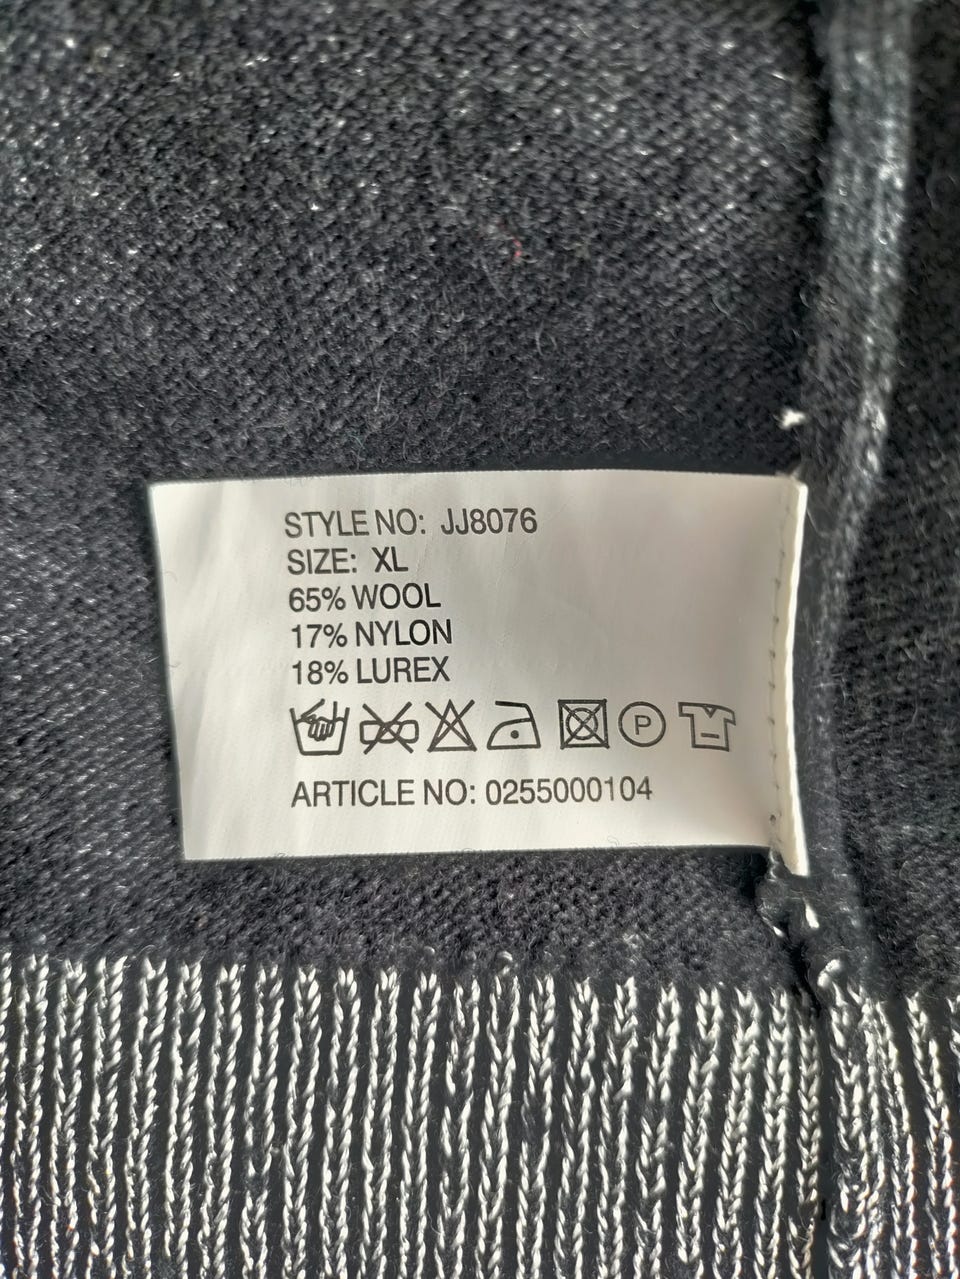 STYLE NO: JJ8076
SIZE: XL
65% WOOL
17% NYLON
18% LUREX
P
ARTICLE NO: 0255000104